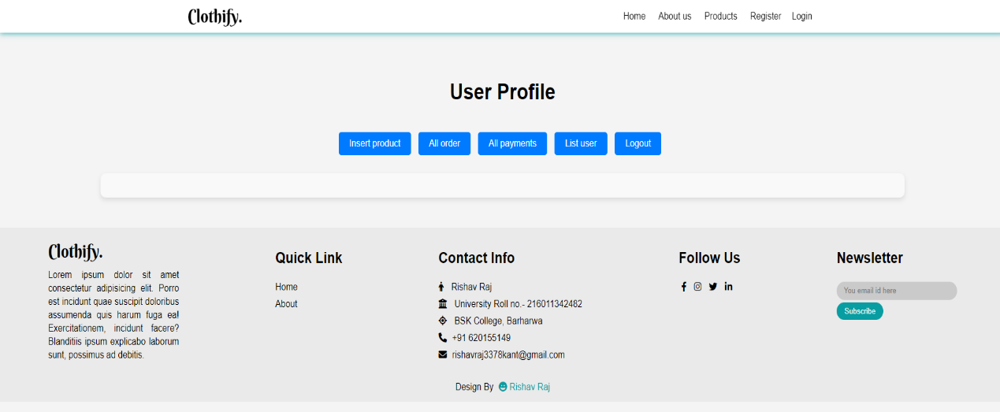 Clothify.
Home About us Products Register Login
User Profile
Insert product All order All payments List user Logout
Clothify.
Lorem ipsum dolor sit amet
consectetur adipisicing elit. Porro
est incidunt quae suscipit doloribus
assumenda quis harum fuga ea!
Exercitationem, incidunt facere?
Blanditiis ipsum explicabo laborum
sunt, possimus ad debitis.
Quick Link
Home
About
Contact Info
Rishav Raj
University Roll no.- 216011342482
BSK College, Barharwa
+91 620155149
rishavraj3378kant@gmail.com
Follow Us
Newsletter
You email id here
Subscribe
Design By Rishav Raj